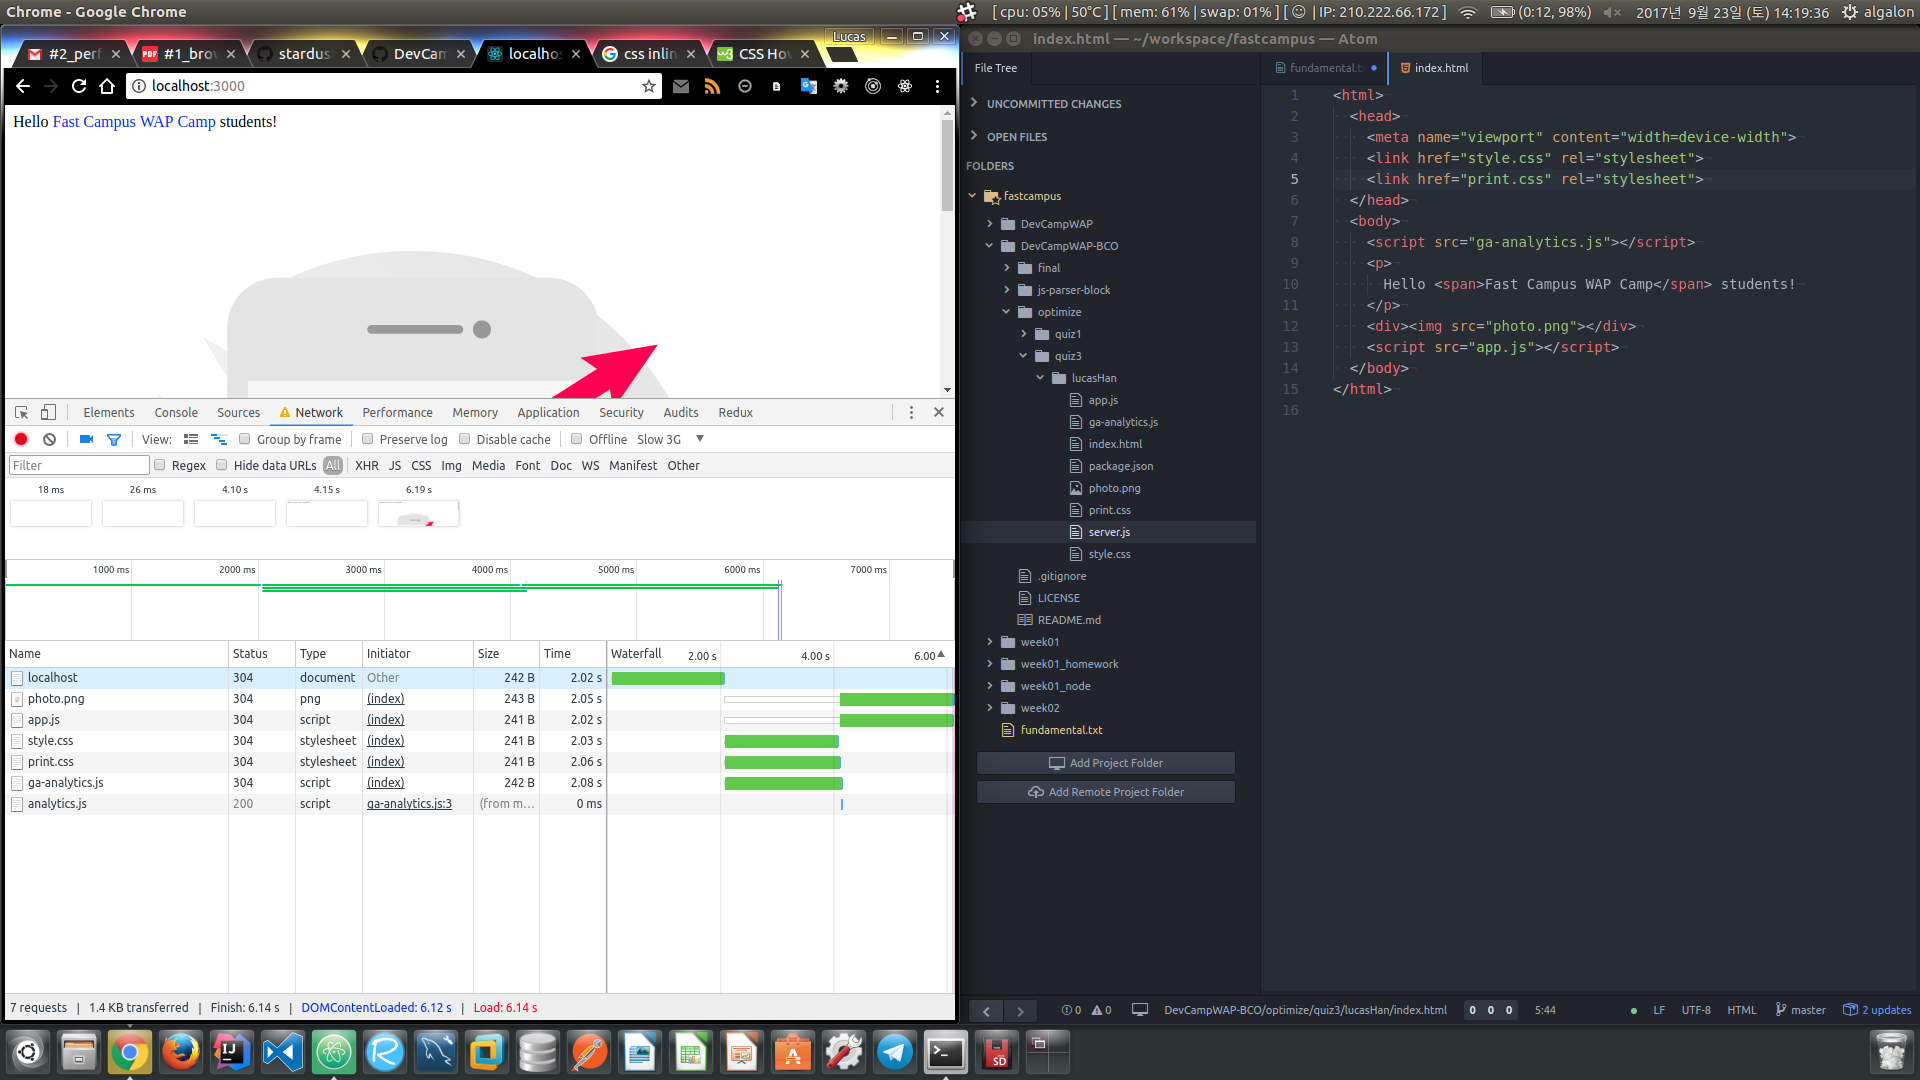 Chrome - Google Chrome
[ cpu: 05% | 50℃ ] [ mem: 61% | swap: 01% ] [ ☺ | IP: 210.222.66.172 ]
(0:12, 98%)
2017년 9월 23일 (토) 14:19:36
algalon
Lucas
#2_perf
#1_brow
stardus
DevCam
localhos
css inlin
CSS Hov
localhost:3000
Hello Fast Campus WAP Camp students!
Elements Console Sources Network Performance Memory Application Security Audits Redux
View: Group by frame Preserve log Disable cache Offline Slow 3G
Filter Regex Hide data URLs All XHR JS CSS Img Media Font Doc WS Manifest Other
18 ms 26 ms 4.10 s 4.15 s 6.19 s
1000 ms 2000 ms 3000 ms 4000 ms 5000 ms 6000 ms 7000 ms
Name Status Type Initiator Size Time Waterfall 2.00 s 4.00 s 6.00
localhost 304 document Other 242 B 2.02 s
photo.png 304 png (index) 243 B 2.05 s
app.js 304 script (index) 241 B 2.02 s
style.css 304 stylesheet (index) 241 B 2.03 s
print.css 304 stylesheet (index) 241 B 2.06 s
ga-analytics.js 304 script (index) 242 B 2.08 s
analytics.js 200 script ga-analytics.js:3 (from m... 0 ms
7 requests | 1.4 KB transferred | Finish: 6.14 s | DOMContentLoaded: 6.12 s | Load: 6.14 s
index.html — ~/workspace/fastcampus — Atom
File Tree
UNCOMMITTED CHANGES
OPEN FILES
FOLDERS
fastcampus
DevCampWAP
DevCampWAP-BCO
final
js-parser-block
optimize
quiz1
quiz3
lucasHan
app.js
ga-analytics.js
index.html
package.json
photo.png
print.css
server.js
style.css
.gitignore
LICENSE
README.md
week01
week01_homework
week01_node
week02
fundamental.txt
Add Project Folder
Add Remote Project Folder
fundamental.t
index.html
1 <html>
2 <head>
3 <meta name="viewport" content="width=device-width">
4 <link href="style.css" rel="stylesheet">
5 <link href="print.css" rel="stylesheet">
6 </head>
7 <body>
8 <script src="ga-analytics.js"></script>
9 <p>
10 Hello <span>Fast Campus WAP Camp</span> students!
11 </p>
12 <div><img src="photo.png"></div>
13 <script src="app.js"></script>
14 </body>
15 </html>
16
0 0 DevCampWAP-BCO/optimize/quiz3/lucasHan/index.html 0 0 0 5:44 LF UTF-8 HTML master 2 updates
IJ
R
SD